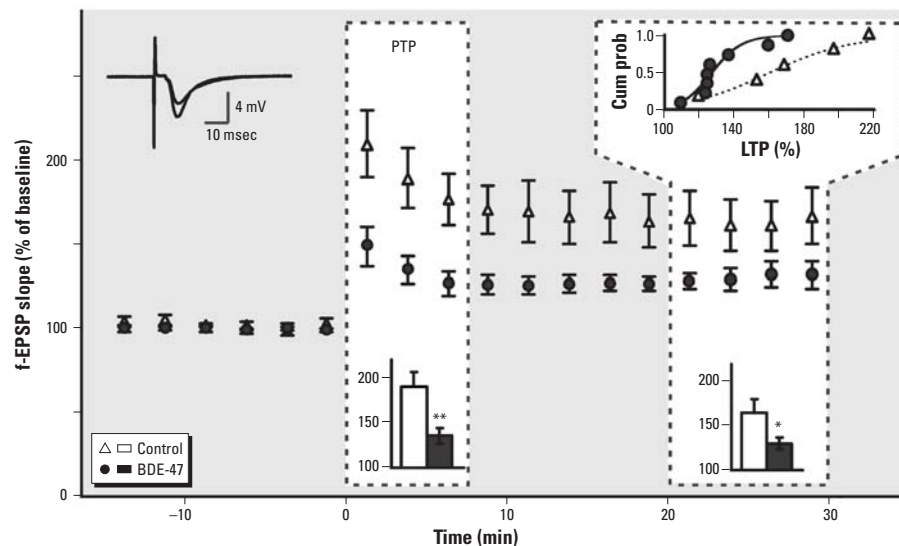 PTP
4 mV
10 msec
Cum prob
1.0
0.5
0
100 140 180 220
LTP (%)
f-EPSP slope (% of baseline)
200
100
0
200
150
100
**
200
150
100
*
Control
BDE-47
–10 0 10 20 30
Time (min)